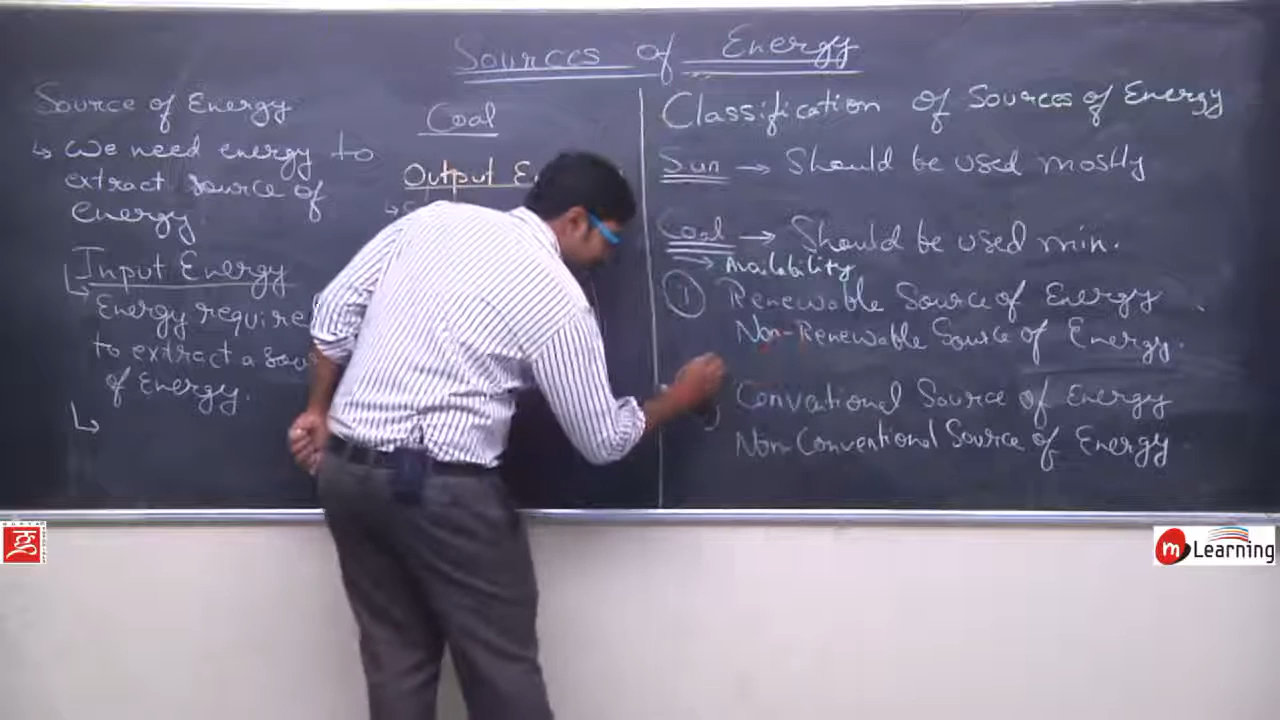 Sources of Energy
Source of Energy
↳ We need energy to
extract source of
energy.
Input Energy
Energy require
to extract a Sou
of Energy.
Coal
Output E
Classification of Sources of Energy
Sun → Should be used mostly
Coal → Should be used min.
→ Availability
① Renewable Source of Energy
Non-Renewable Source of Energy.
Conventional Source of Energy
Non-Conventional Source of Energy
m Learning